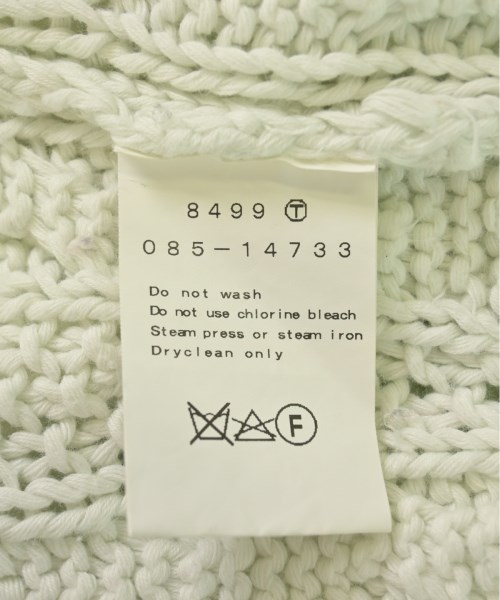 8499 Ⓣ
085-14733
Do not wash
Do not use chlorine bleach
Steam press or steam iron
Dryclean only
F